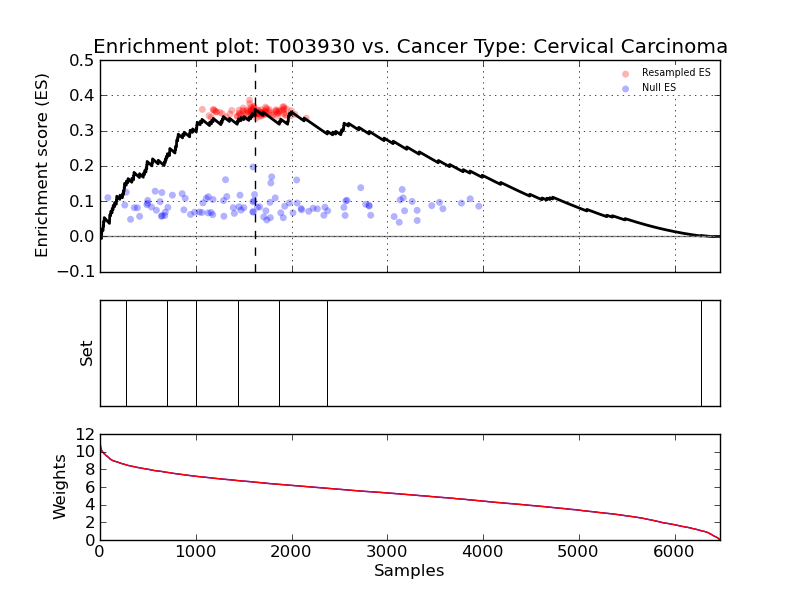 Enrichment plot: T003930 vs. Cancer Type: Cervical Carcinoma
0.5
0.4
0.3
0.2
0.1
0.0
−0.1
Enrichment score (ES)
Resampled ES
Null ES
Set
12
10
8
6
4
2
0
Weights
0 1000 2000 3000 4000 5000 6000
Samples